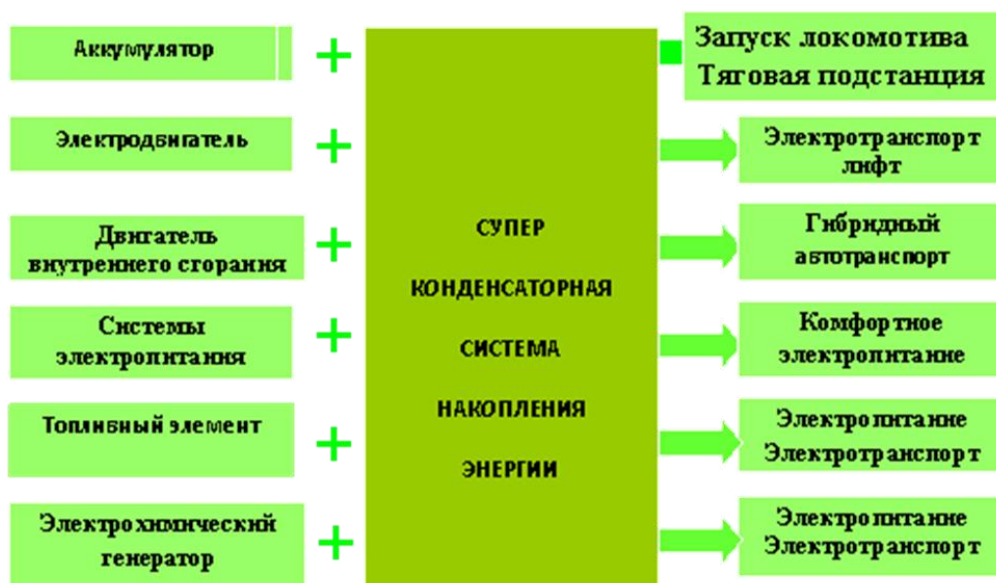 Аккумулятор
+
Запуск локомотива
Тяговая подстанция
Электродвигатель
+
Электротранспорт
лифт
Двигатель
внутреннего сгорания
+
Гибридный
автотранспорт
Системы
электропитания
+
Комфортное
электропитание
Топливный элемент
+
Электропитание
Электротранспорт
Электрохимический
генератор
+
Электропитание
Электротранспорт
СУПЕР
КОНДЕНСАТОРНАЯ
СИСТЕМА
НАКОПЛЕНИЯ
ЭНЕРГИИ